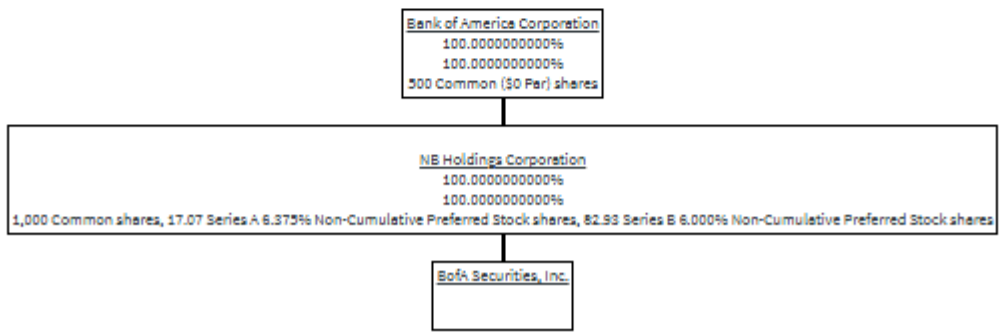 Bank of America Corporation
100.0000000000%
100.0000000000%
500 Common ($0 Par) shares
NB Holdings Corporation
100.0000000000%
100.0000000000%
1,000 Common shares, 17.07 Series A 6.375% Non-Cumulative Preferred Stock shares, 82.93 Series B 6.000% Non-Cumulative Preferred Stock shares
BofA Securities, Inc.